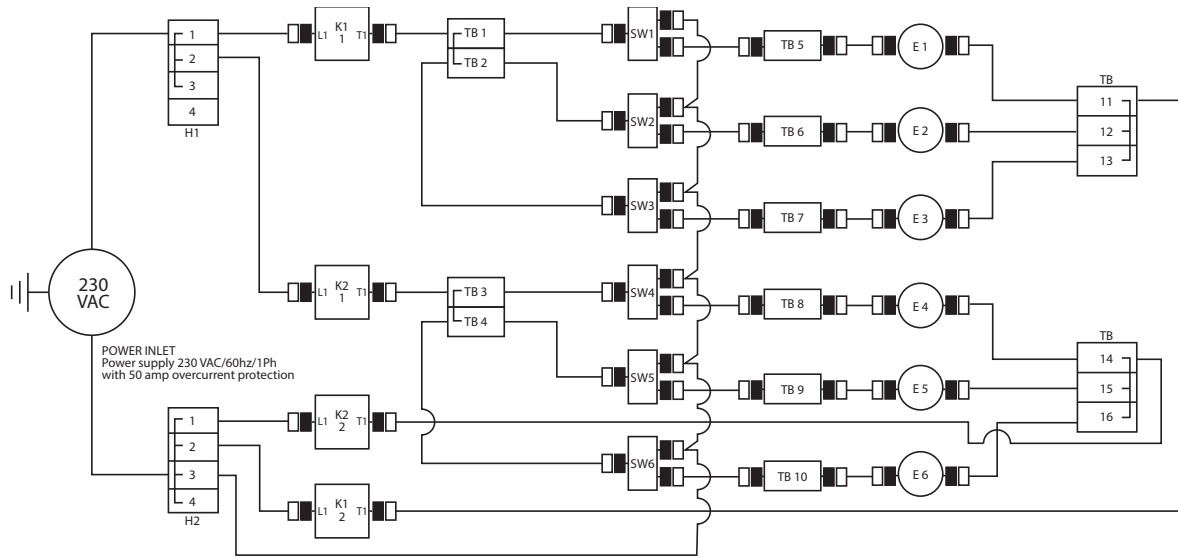 1
2
3
4
H1
L1 K1 1 T1
TB 1
TB 2
SW1
TB 5
E 1
SW2
TB 6
E 2
SW3
TB 7
E 3
TB
11
12
13
230
VAC
L1 K2 1 T1
TB 3
TB 4
SW4
TB 8
E 4
SW5
TB 9
E 5
TB
14
15
16
POWER INLET
Power supply 230 VAC/60hz/1Ph
with 50 amp overcurrent protection
1
2
3
4
H2
L1 K2 2 T1
SW6
TB 10
E 6
L1 K1 2 T1